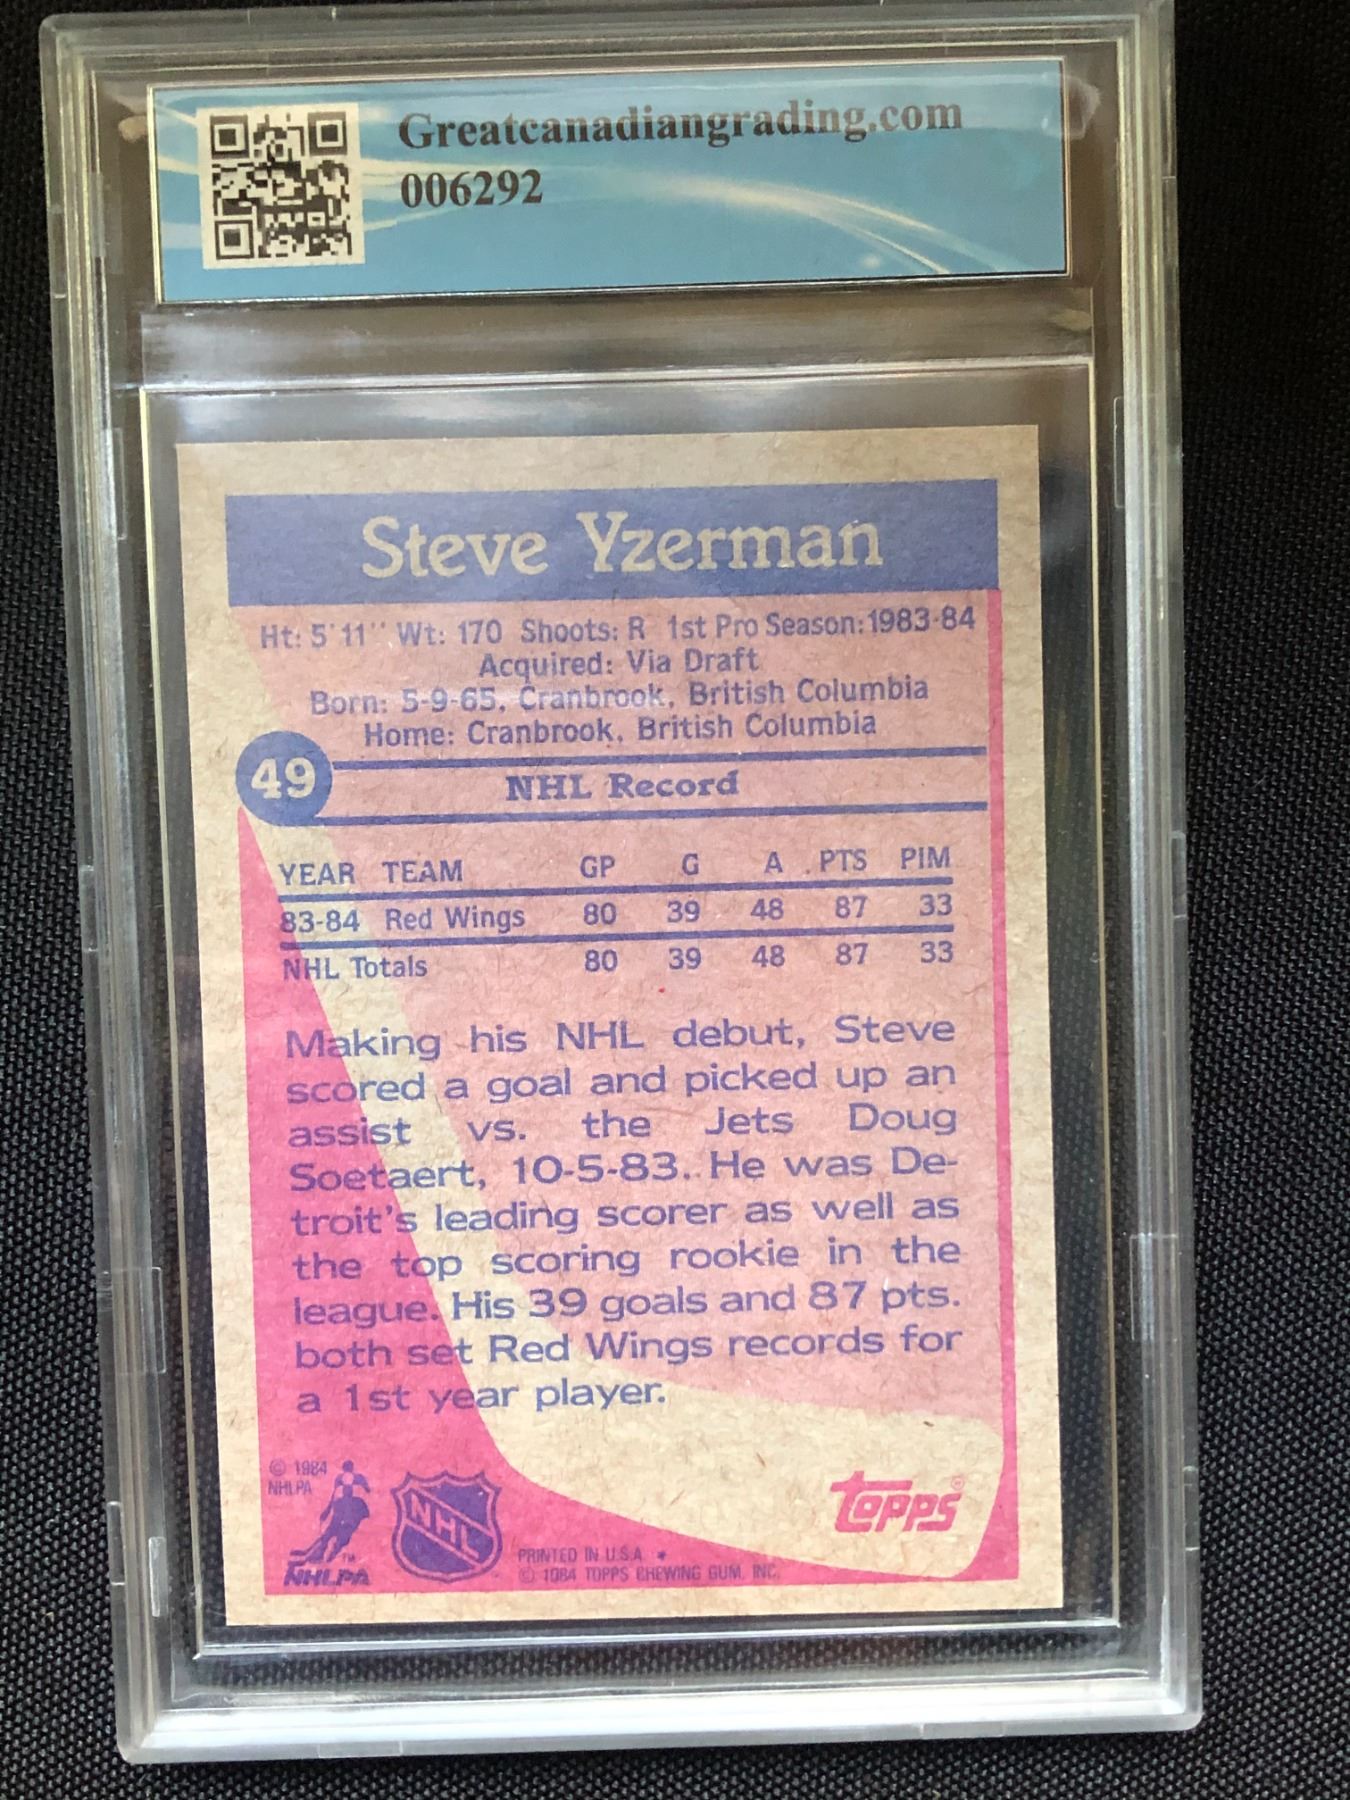 Greatcanadiangrading.com
006292
Steve Yzerman
Ht: 5'11" Wt: 170 Shoots: R 1st Pro Season: 1983-84
Acquired: Via Draft
Born: 5-9-65, Cranbrook, British Columbia
Home: Cranbrook, British Columbia
49
NHL Record
YEAR TEAM GP G A PTS PIM
83-84 Red Wings 80 39 48 87 33
NHL Totals 80 39 48 87 33
Making his NHL debut, Steve
scored a goal and picked up an
assist vs. the Jets Doug
Soetaert, 10-5-83. He was De-
troit's leading scorer as well as
the top scoring rookie in the
league. His 39 goals and 87 pts.
both set Red Wings records for
a 1st year player.
© 1984
NHLPA
NHLPA™
NHL
topps®
PRINTED IN U.S.A. *
© 1984 TOPPS CHEWING GUM, INC.